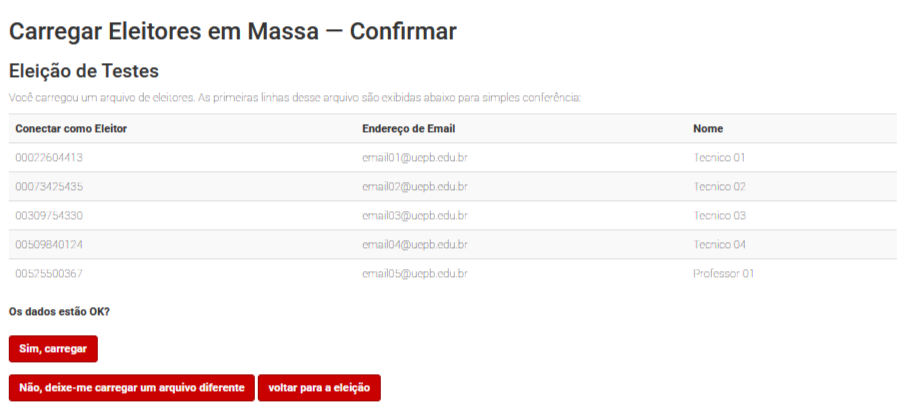 Carregar Eleitores em Massa — Confirmar
Eleição de Testes
Você carregou um arquivo de eleitores. As primeiras linhas desse arquivo são exibidas abaixo para simples conferência:
Conectar como Eleitor Endereço de Email Nome
00022604413 email01@uepb.edu.br Tecnico 01
00073425435 email02@uepb.edu.br Tecnico 02
00309754330 email03@uepb.edu.br Tecnico 03
00509840124 email04@uepb.edu.br Tecnico 04
00525500367 email05@uepb.edu.br Professor 01
Os dados estão OK?
Sim, carregar
Não, deixe-me carregar um arquivo diferente voltar para a eleição